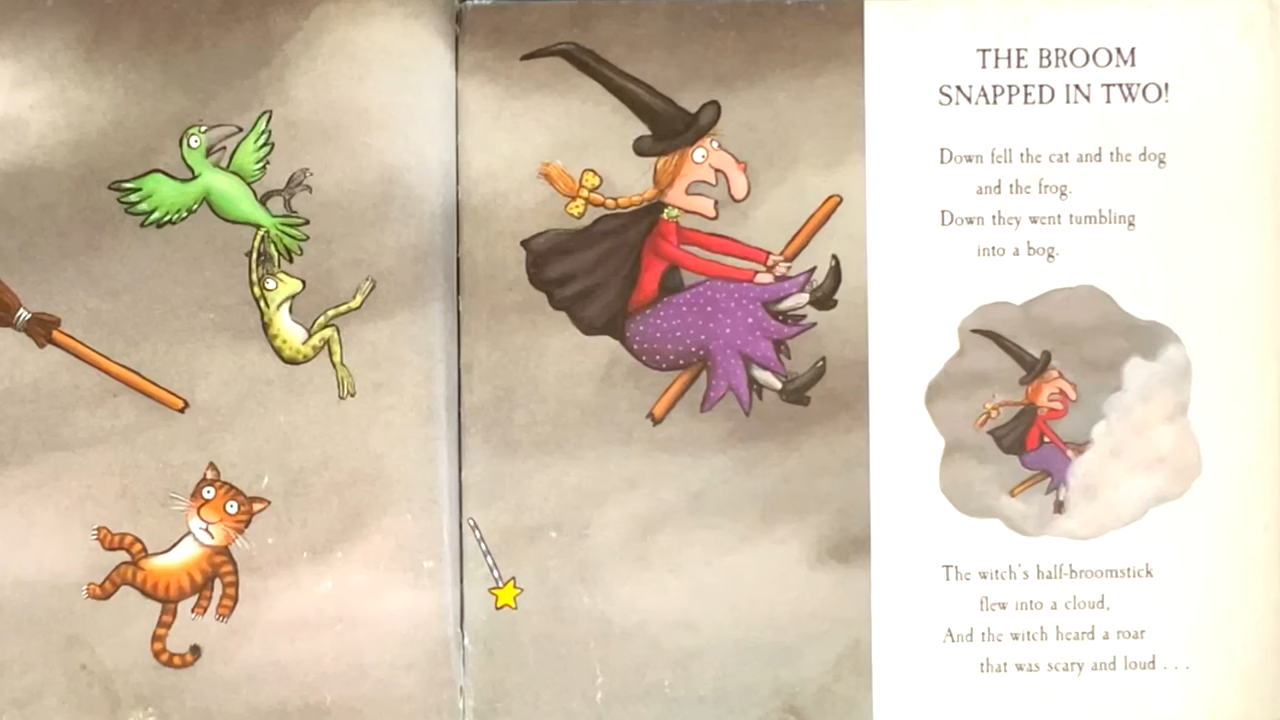 THE BROOM
SNAPPED IN TWO!
Down fell the cat and the dog
and the frog.
Down they went tumbling
into a bog.
The witch's half-broomstick
flew into a cloud,
And the witch heard a roar
that was scary and loud . . .